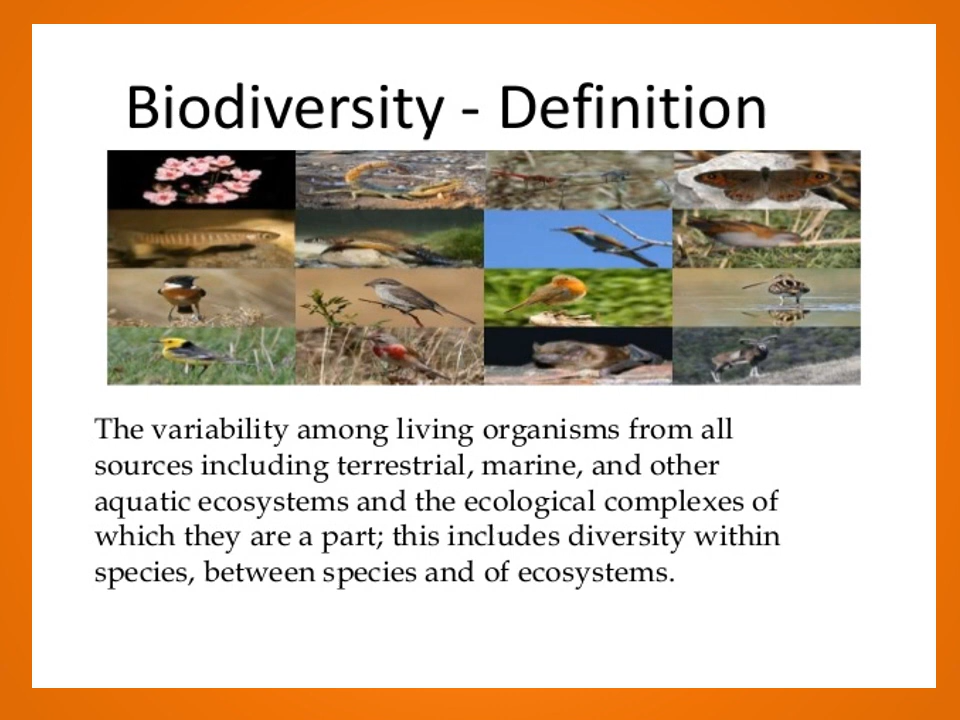 Biodiversity - Definition
The variability among living organisms from all
sources including terrestrial, marine, and other
aquatic ecosystems and the ecological complexes of
which they are a part; this includes diversity within
species, between species and of ecosystems.